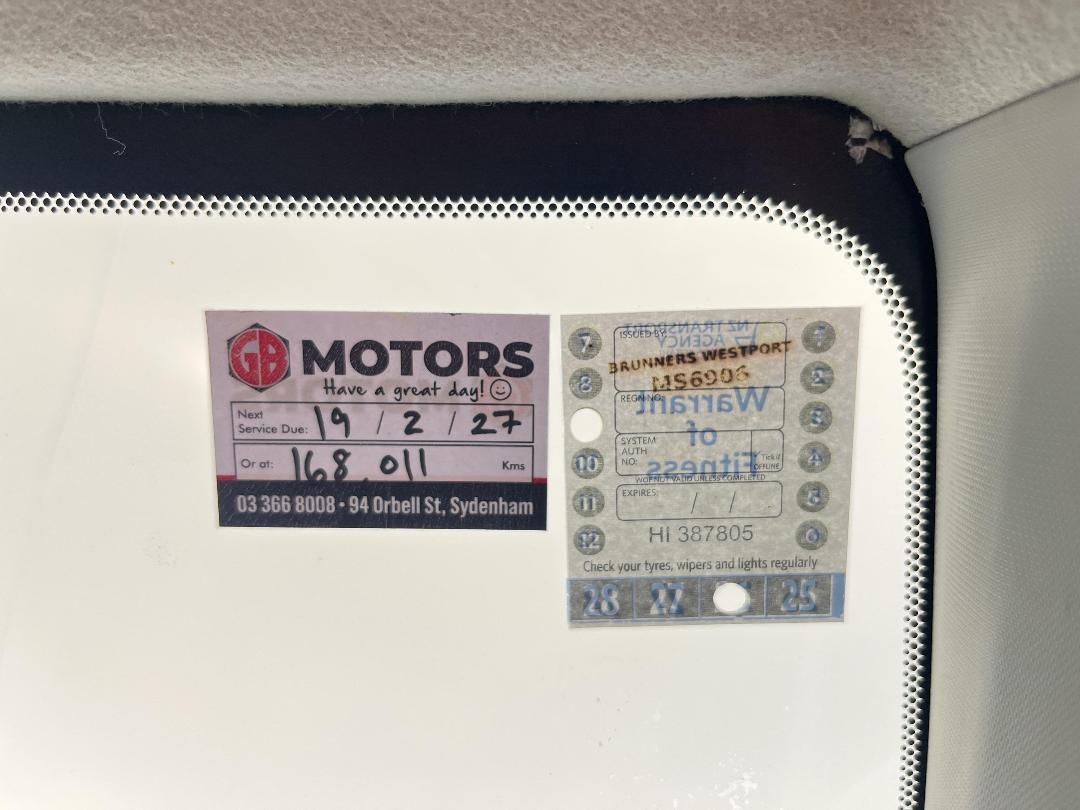 GB MOTORS
Have a great day!
Next
Service Due: 19 / 2 / 27
Or at: 168,011 Kms
03 366 8008 • 94 Orbell St, Sydenham
NZ TRANSPORT
AGENCY
ISSUED BY:
BRUNNERS WESTPORT
MS6906
REGN NO:
Warrant
of
Fitness
SYSTEM
AUTH
NO:
Tick if
OFFLINE
WOF NOT VALID UNLESS COMPLETED
EXPIRES: / /
HI 387805
Check your tyres, wipers and lights regularly
7 1
8 2
3
10 4
11 5
12 6
28 27 25